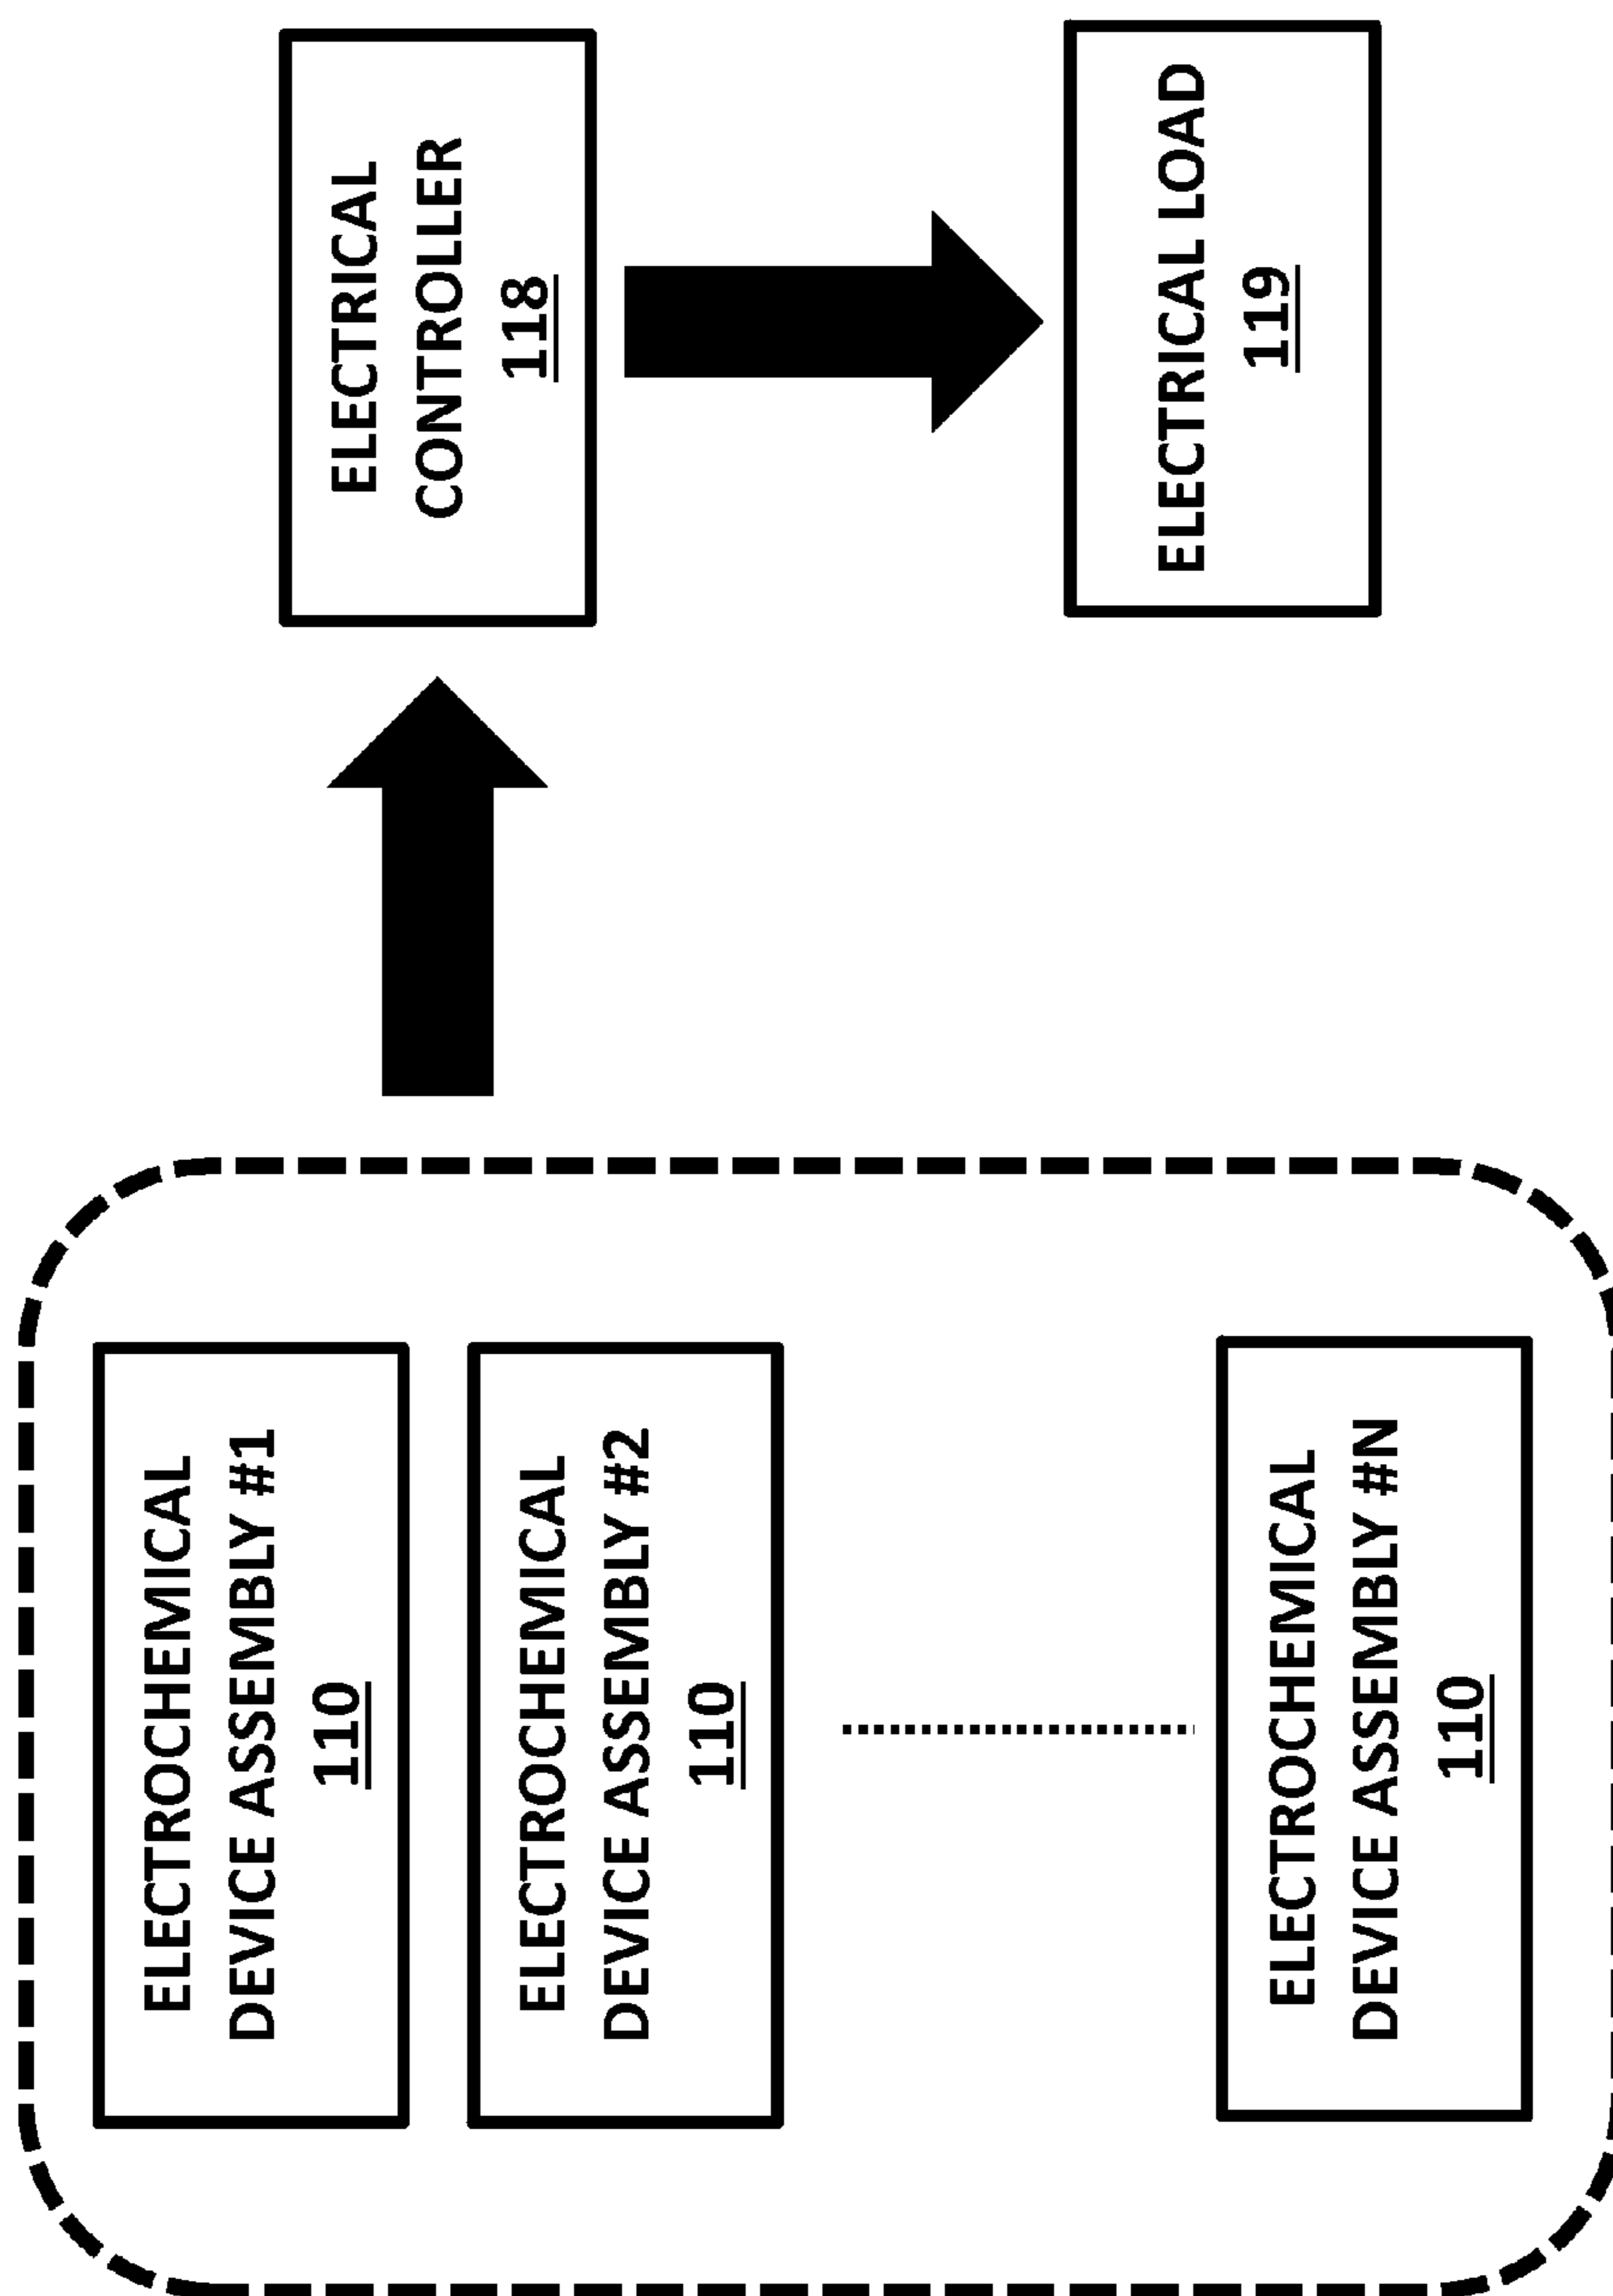 ELECTROCHEMICAL
DEVICE ASSEMBLY #1
110
ELECTROCHEMICAL
DEVICE ASSEMBLY #2
110
ELECTROCHEMICAL
DEVICE ASSEMBLY #N
110
ELECTRICAL
CONTROLLER
118
ELECTRICAL LOAD
119